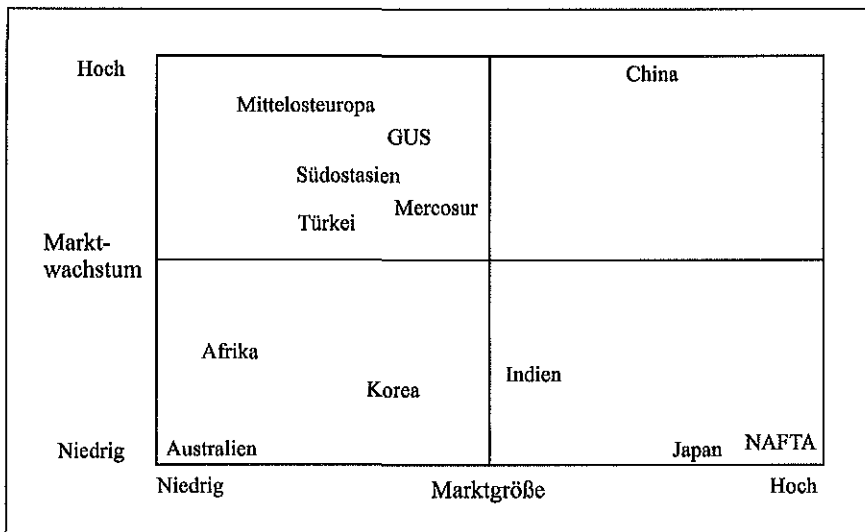 Hoch
China
Mittelosteuropa
GUS
Südostasien
Mercosur
Türkei
Markt-
wachstum
Afrika
Indien
Korea
Niedrig
Australien
Japan
NAFTA
Niedrig
Marktgröße
Hoch